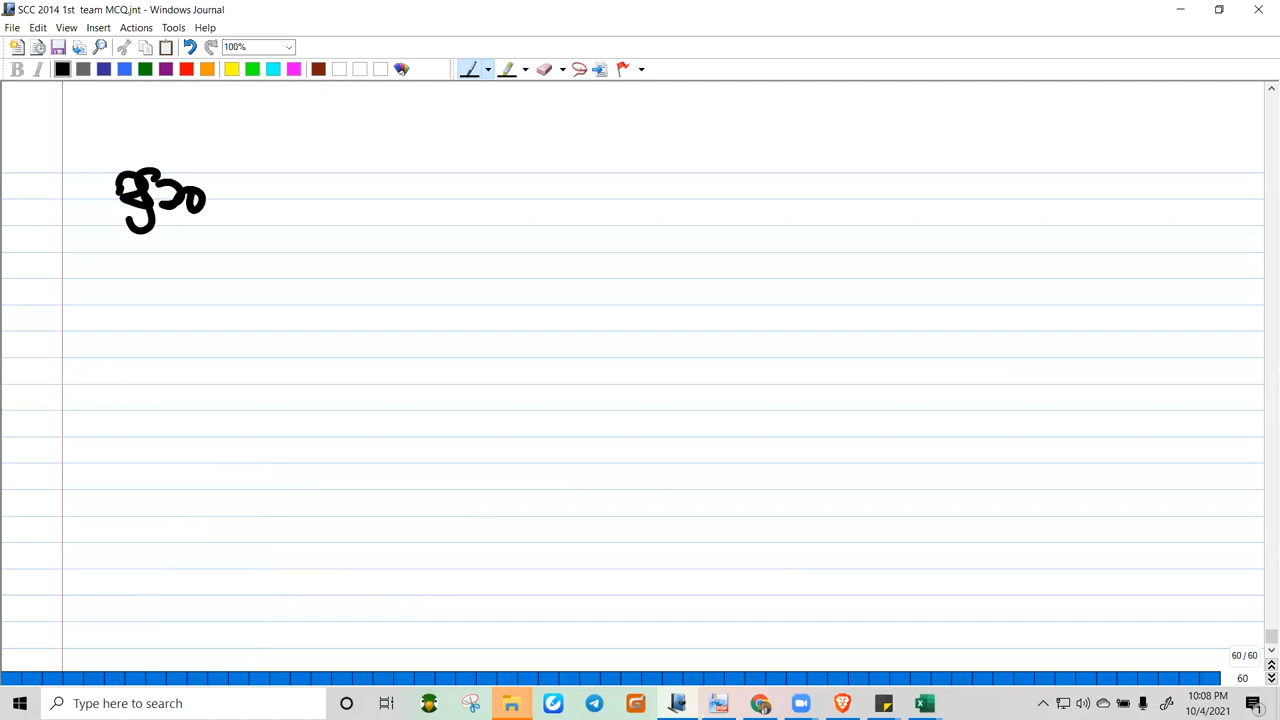 SCC 2014 1st  team MCQ.jnt - Windows Journal
File Edit View Insert Actions Tools Help
100%
B I
60 / 60
60
Type here to search
10:08 PM
10/4/2021
1